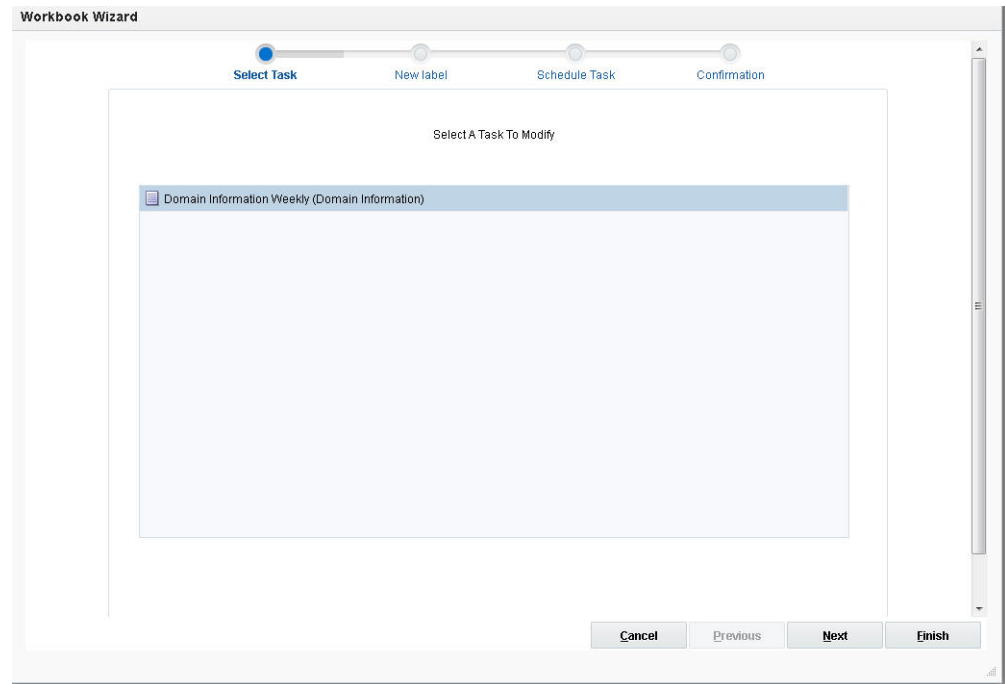 Workbook Wizard
Select Task New label Schedule Task Confirmation
Select A Task To Modify
Domain Information Weekly (Domain Information)
Cancel Previous Next Finish